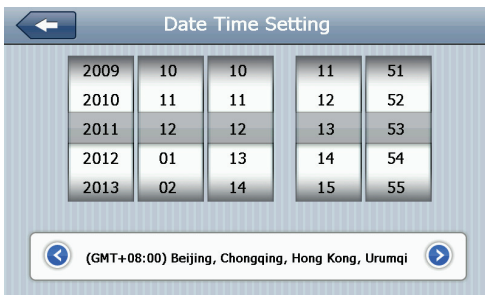 Date Time Setting
2009 10 10 11 51
2010 11 11 12 52
2011 12 12 13 53
2012 01 13 14 54
2013 02 14 15 55
(GMT+08:00) Beijing, Chongqing, Hong Kong, Urumqi